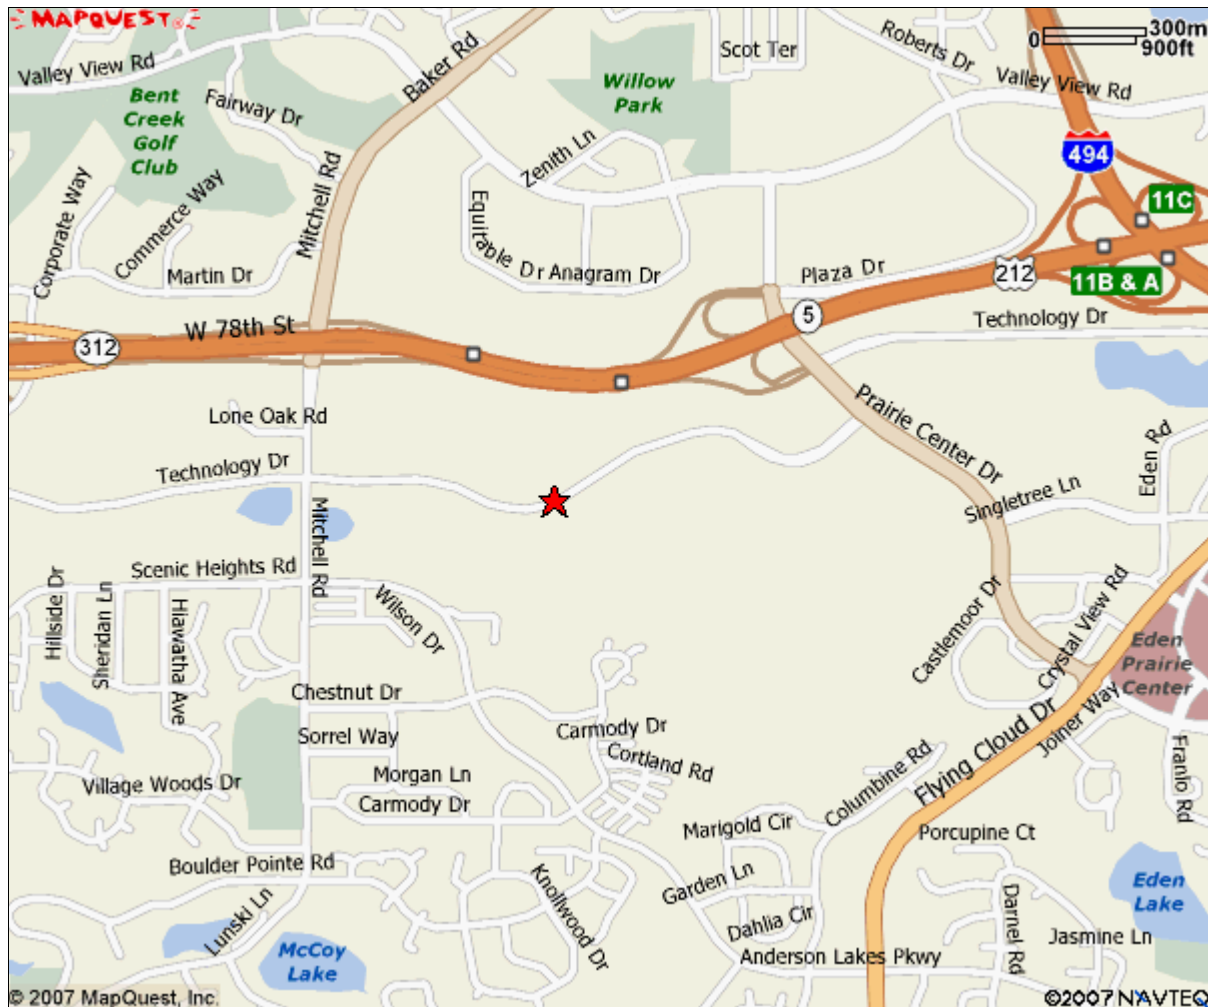 MAPQUEST
300m
0
900ft
Valley View Rd
Baker Rd
Scot Ter
Roberts Dr
Valley View Rd
Bent
Creek
Golf
Club
Fairway Dr
Willow
Park
494
Zenith Ln
Mitchell Rd
Corporate Way
Commerce Way
Equitable Dr
Anagram Dr
Martin Dr
11C
11B & A
Plaza Dr
212
5
Technology Dr
W 78th St
312
Lone Oak Rd
Prairie Center Dr
Technology Dr
Eden Rd
Singletree Ln
Mitchell Rd
Scenic Heights Rd
Hillside Dr
Sheridan Ln
Hiawatha Ave
Wilson Dr
Castlemoor Dr
Crystal View Rd
Eden
Prairie
Center
Chestnut Dr
Joiner Way
Flying Cloud Dr
Carmody Dr
Sorrel Way
Cortland Rd
Franlo Rd
Village Woods Dr
Morgan Ln
Carmody Dr
Columbine Rd
Marigold Cir
Porcupine Ct
Boulder Pointe Rd
Knollwood Dr
Garden Ln
Eden
Lake
Darnel Rd
Lunski Ln
Dahlia Cir
Jasmine Ln
McCoy
Lake
Anderson Lakes Pkwy
© 2007 MapQuest, Inc.
©2007 NAVTEQ